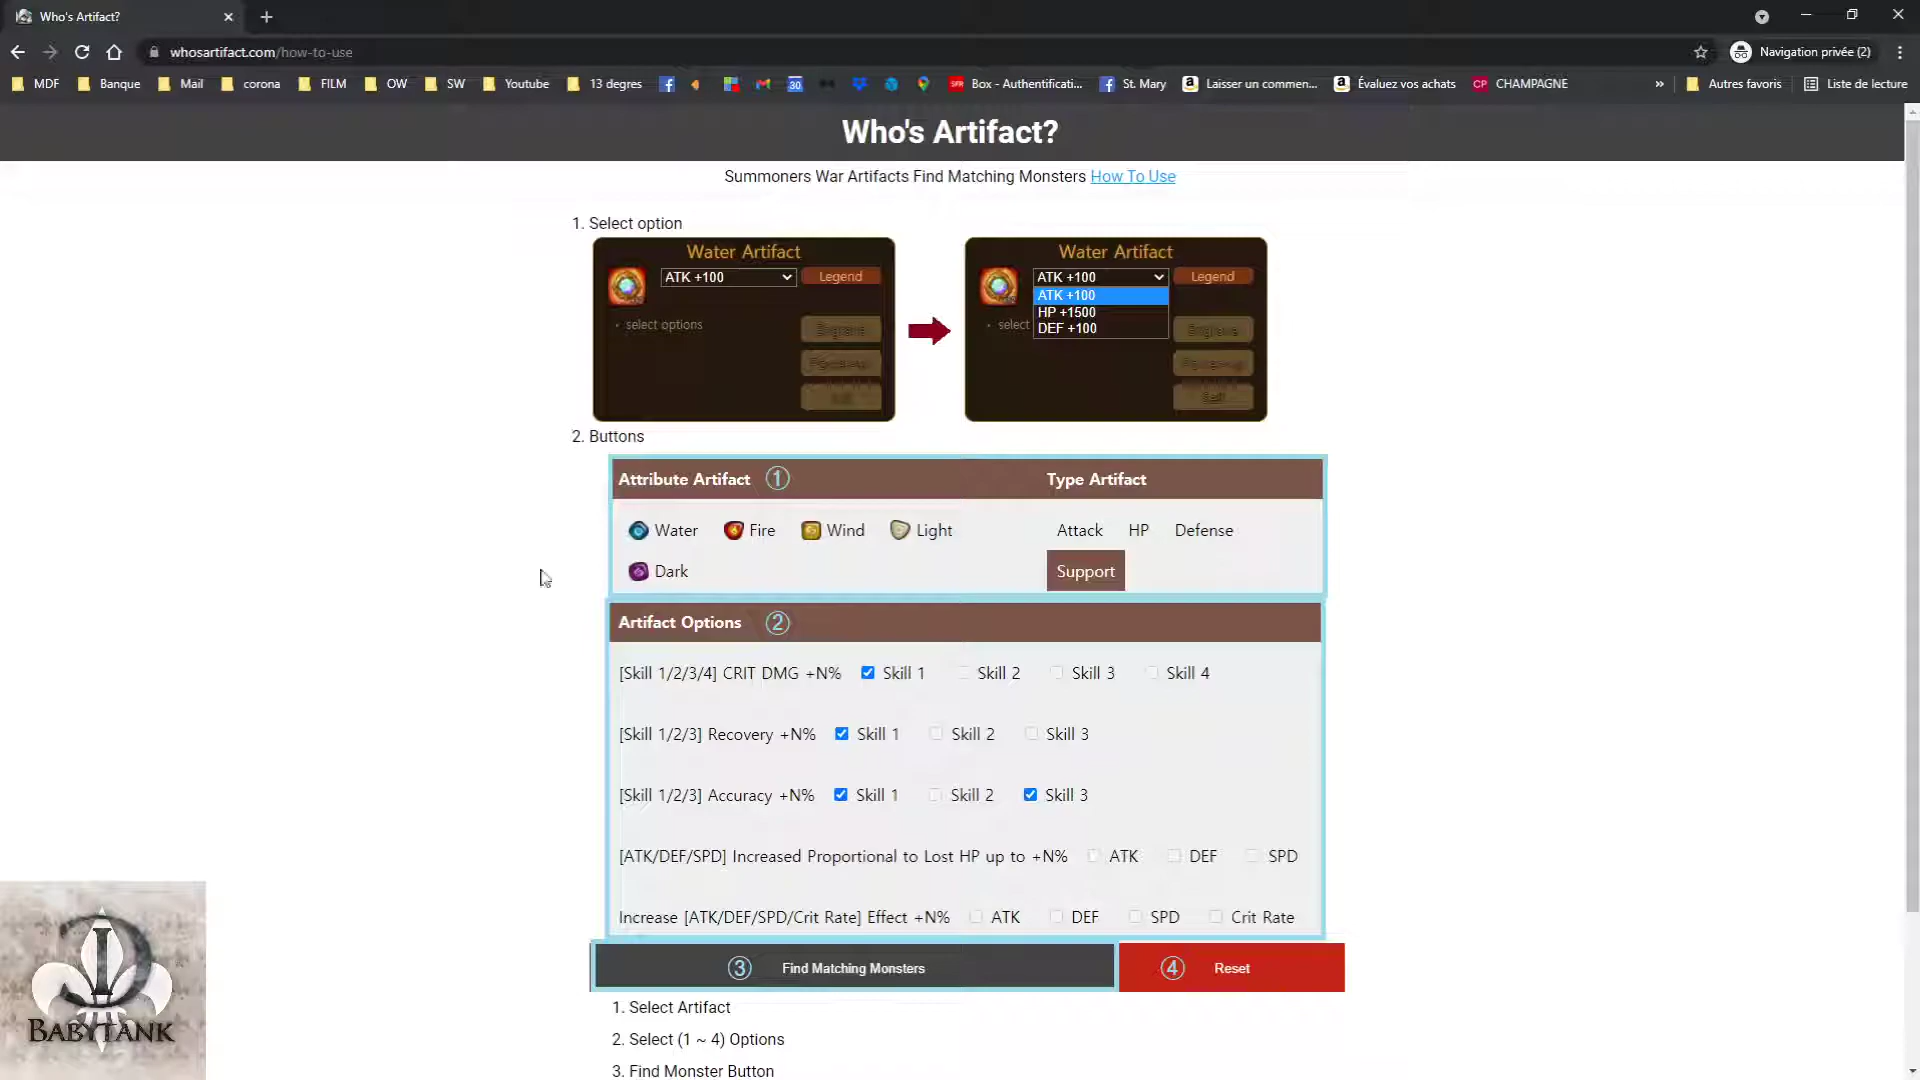 Who's Artifact?
whosartifact.com/how-to-use
Navigation privée (2)
MDF Banque Mail corona FILM OW SW Youtube 13 degres 30 SFR Box - Authentificati... St. Mary Laisser un commen... Évaluez vos achats CP CHAMPAGNE » Autres favoris Liste de lecture
Who's Artifact?
Summoners War Artifacts Find Matching Monsters How To Use
1. Select option
Water Artifact
ATK +100 Legend
• select options
Water Artifact
ATK +100 Legend
ATK +100
HP +1500
DEF +100
• select
Sell
2. Buttons
Attribute Artifact ① Type Artifact
Water Fire Wind Light Attack HP Defense
Dark Support
Artifact Options ②
[Skill 1/2/3/4] CRIT DMG +N% Skill 1 Skill 2 Skill 3 Skill 4
[Skill 1/2/3] Recovery +N% Skill 1 Skill 2 Skill 3
[Skill 1/2/3] Accuracy +N% Skill 1 Skill 2 Skill 3
[ATK/DEF/SPD] Increased Proportional to Lost HP up to +N% ATK DEF SPD
Increase [ATK/DEF/SPD/Crit Rate] Effect +N% ATK DEF SPD Crit Rate
③ Find Matching Monsters ④ Reset
1. Select Artifact
2. Select (1 ~ 4) Options
3. Find Monster Button
BABYTANK